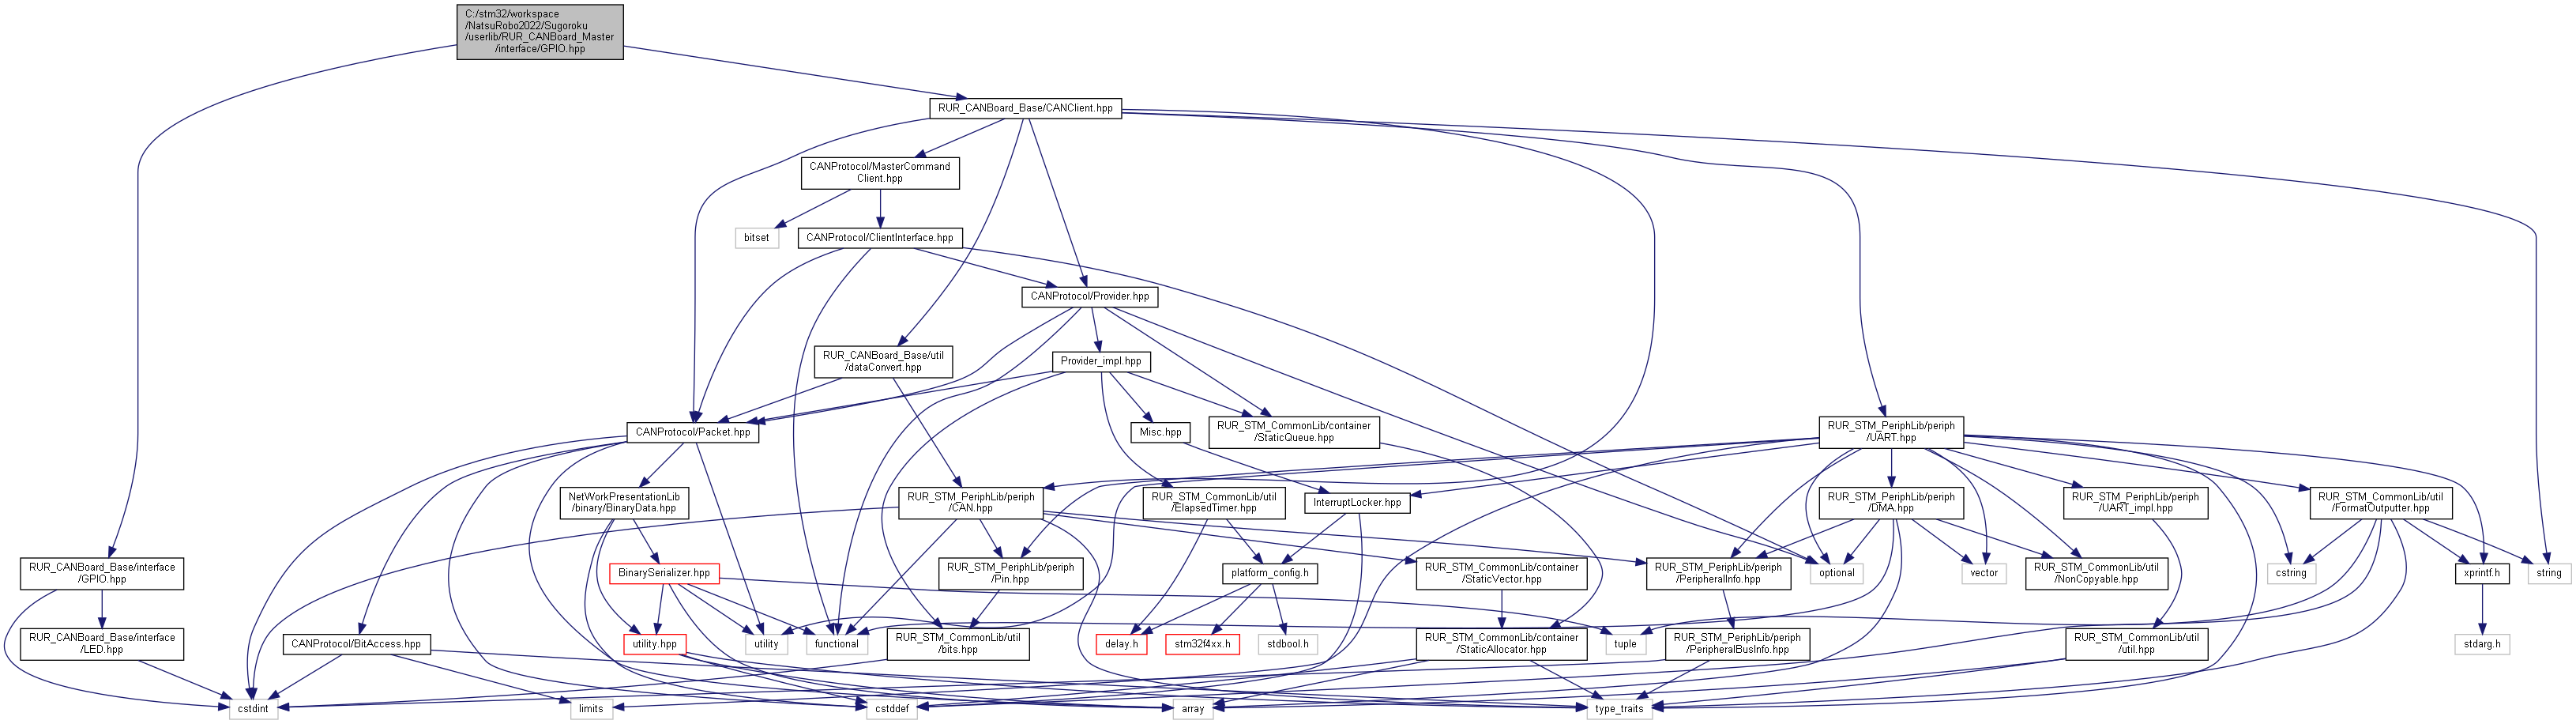 C:/stm32/workspace
/NatsuRobo2022/Sugoroku
/userlib/RUR_CANBoard_Master
/interface/GPIO.hpp
RUR_CANBoard_Base/CANClient.hpp
CANProtocol/MasterCommand
Client.hpp
bitset
CANProtocol/ClientInterface.hpp
CANProtocol/Provider.hpp
RUR_CANBoard_Base/util
/dataConvert.hpp
Provider_impl.hpp
CANProtocol/Packet.hpp
Misc.hpp
RUR_STM_CommonLib/container
/StaticQueue.hpp
RUR_STM_PeriphLib/periph
/UART.hpp
NetWorkPresentationLib
/binary/BinaryData.hpp
RUR_STM_PeriphLib/periph
/CAN.hpp
RUR_STM_CommonLib/util
/ElapsedTimer.hpp
InterruptLocker.hpp
RUR_STM_PeriphLib/periph
/DMA.hpp
RUR_STM_PeriphLib/periph
/UART_impl.hpp
RUR_STM_CommonLib/util
/FormatOutputter.hpp
RUR_CANBoard_Base/interface
/GPIO.hpp
BinarySerializer.hpp
RUR_STM_PeriphLib/periph
/Pin.hpp
platform_config.h
RUR_STM_CommonLib/container
/StaticVector.hpp
RUR_STM_PeriphLib/periph
/PeripheralInfo.hpp
optional
vector
RUR_STM_CommonLib/util
/NonCopyable.hpp
cstring
xprintf.h
string
RUR_CANBoard_Base/interface
/LED.hpp
CANProtocol/BitAccess.hpp
utility.hpp
utility
functional
RUR_STM_CommonLib/util
/bits.hpp
delay.h
stm32f4xx.h
stdbool.h
RUR_STM_CommonLib/container
/StaticAllocator.hpp
tuple
RUR_STM_PeriphLib/periph
/PeripheralBusInfo.hpp
RUR_STM_CommonLib/util
/util.hpp
stdarg.h
cstdint
limits
cstddef
array
type_traits